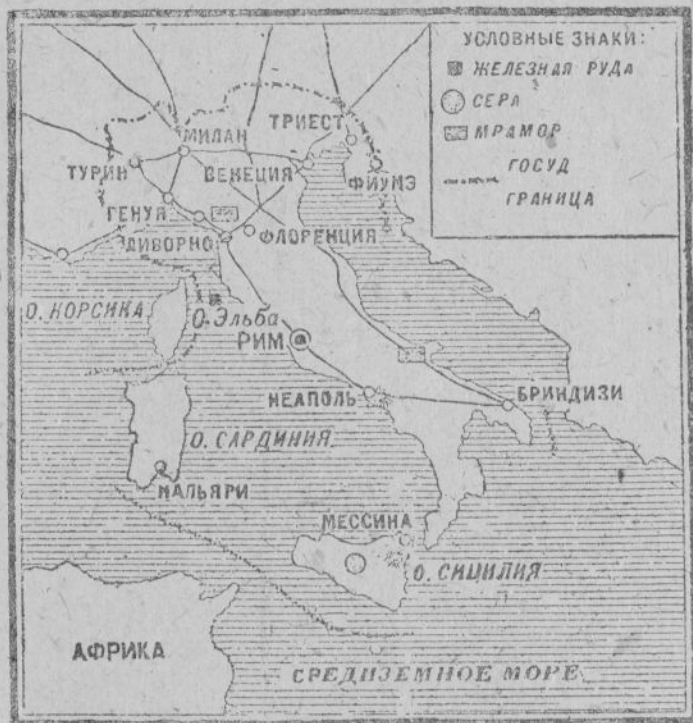 УСЛОВНЫЕ ЗНАКИ:
ЖЕЛЕЗНАЯ РУДА
СЕРА
МРАМОР
ГОСУД
ГРАНИЦА
МИЛАН
ТРИЕСТ
ТУРИН
ВЕНЕЦИЯ
ФИУМЭ
ГЕНУЯ
ЛИВОРНО
ФЛОРЕНЦИЯ
О. КОРСИКА
О. Эльба
РИМ
НЕАПОЛЬ
БРИНДИЗИ
О. САРДИНИЯ
КАЛЬЯРИ
МЕССИНА
О. СИЦИЛИЯ
АФРИКА
СРЕДИЗЕМНОЕ МОРЕ